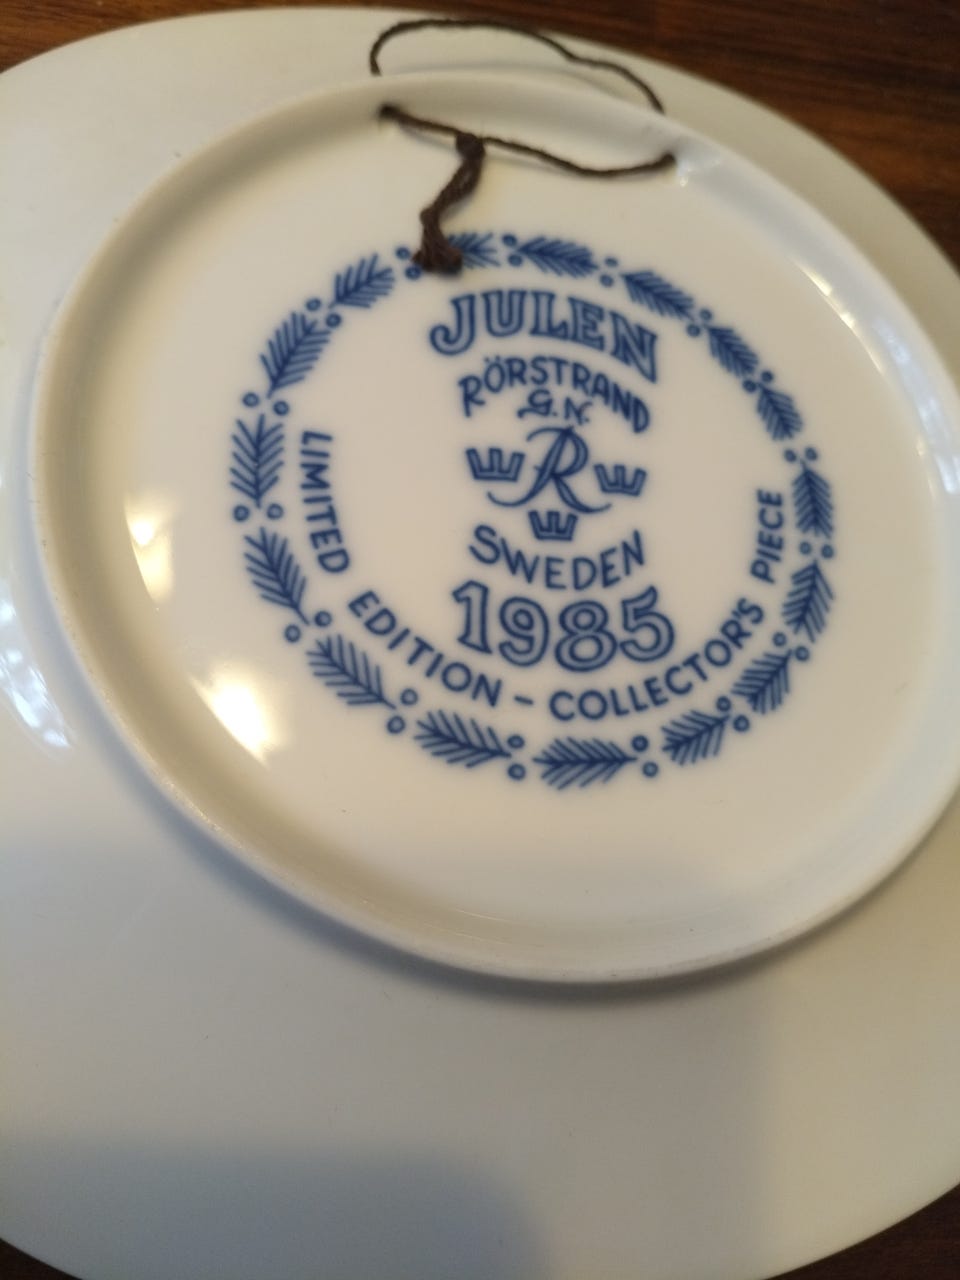 JULEN
RÖRSTRAND
G.N.
R
SWEDEN
1985
LIMITED EDITION - COLLECTOR'S PIECE